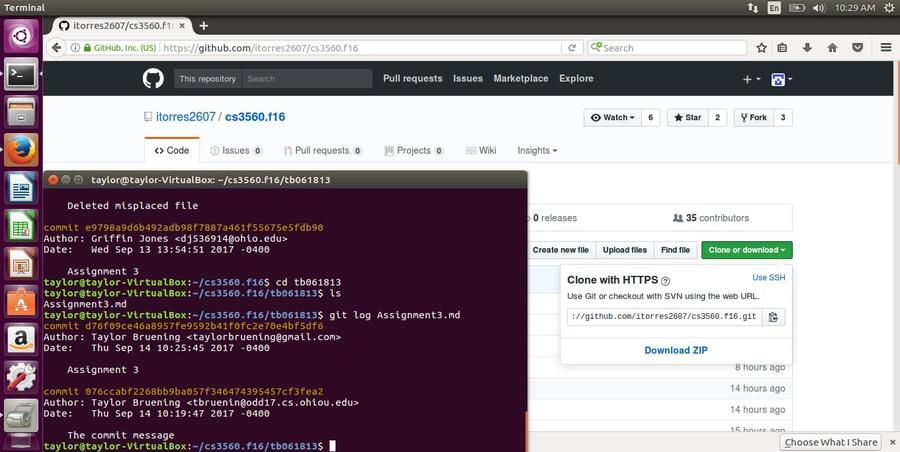 Terminal
En
10:29 AM
itorres2607/cs3560.f1
GitHub, Inc. (US)
https://github.com/itorres2607/cs3560.f16
Search
This repository
Search
Pull requests
Issues
Marketplace
Explore
itorres2607 / cs3560.f16
Watch
6
Star
2
Fork
3
Code
Issues 0
Pull requests 0
Projects 0
Wiki
Insights
taylor@taylor-VirtualBox: ~/cs3560.f16/tb061813
Deleted misplaced file
commit e9798a9d6b492adb98f7887a461f55675e5fdb90
Author: Griffin Jones <dj536914@ohio.edu>
Date:   Wed Sep 13 13:54:51 2017 -0400
Assignment 3
taylor@taylor-VirtualBox:~/cs3560.f16$ cd tb061813
taylor@taylor-VirtualBox:~/cs3560.f16/tb061813$ ls
Assignment3.md
taylor@taylor-VirtualBox:~/cs3560.f16/tb061813$ git log Assignment3.md
commit d76f09ce46a8957fe9592b41f0fc2e70e4bf5df6
Author: Taylor Bruening <taylorbruening@gmail.com>
Date:   Thu Sep 14 10:25:45 2017 -0400
Assignment 3
commit 076ccabf2268bb9ba057f346474395457cf3fea2
Author: Taylor Bruening <tbruenin@odd17.cs.ohiou.edu>
Date:   Thu Sep 14 10:19:47 2017 -0400
The commit message
taylor@taylor-VirtualBox:~/cs3560.f16/tb061813$
0 releases
35 contributors
Create new file
Upload files
Find file
Clone or download
Clone with HTTPS
Use SSH
Use Git or checkout with SVN using the web URL.
://github.com/itorres2607/cs3560.f16.git
Download ZIP
8 hours ago
14 hours ago
14 hours ago
15 hours ago
Choose What I Share